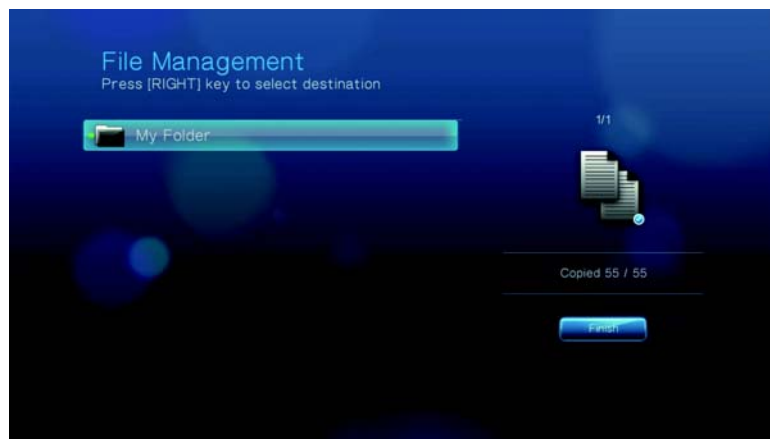 File Management
Press [RIGHT] key to select destination
My Folder
1/1
Copied 55 / 55
Finish